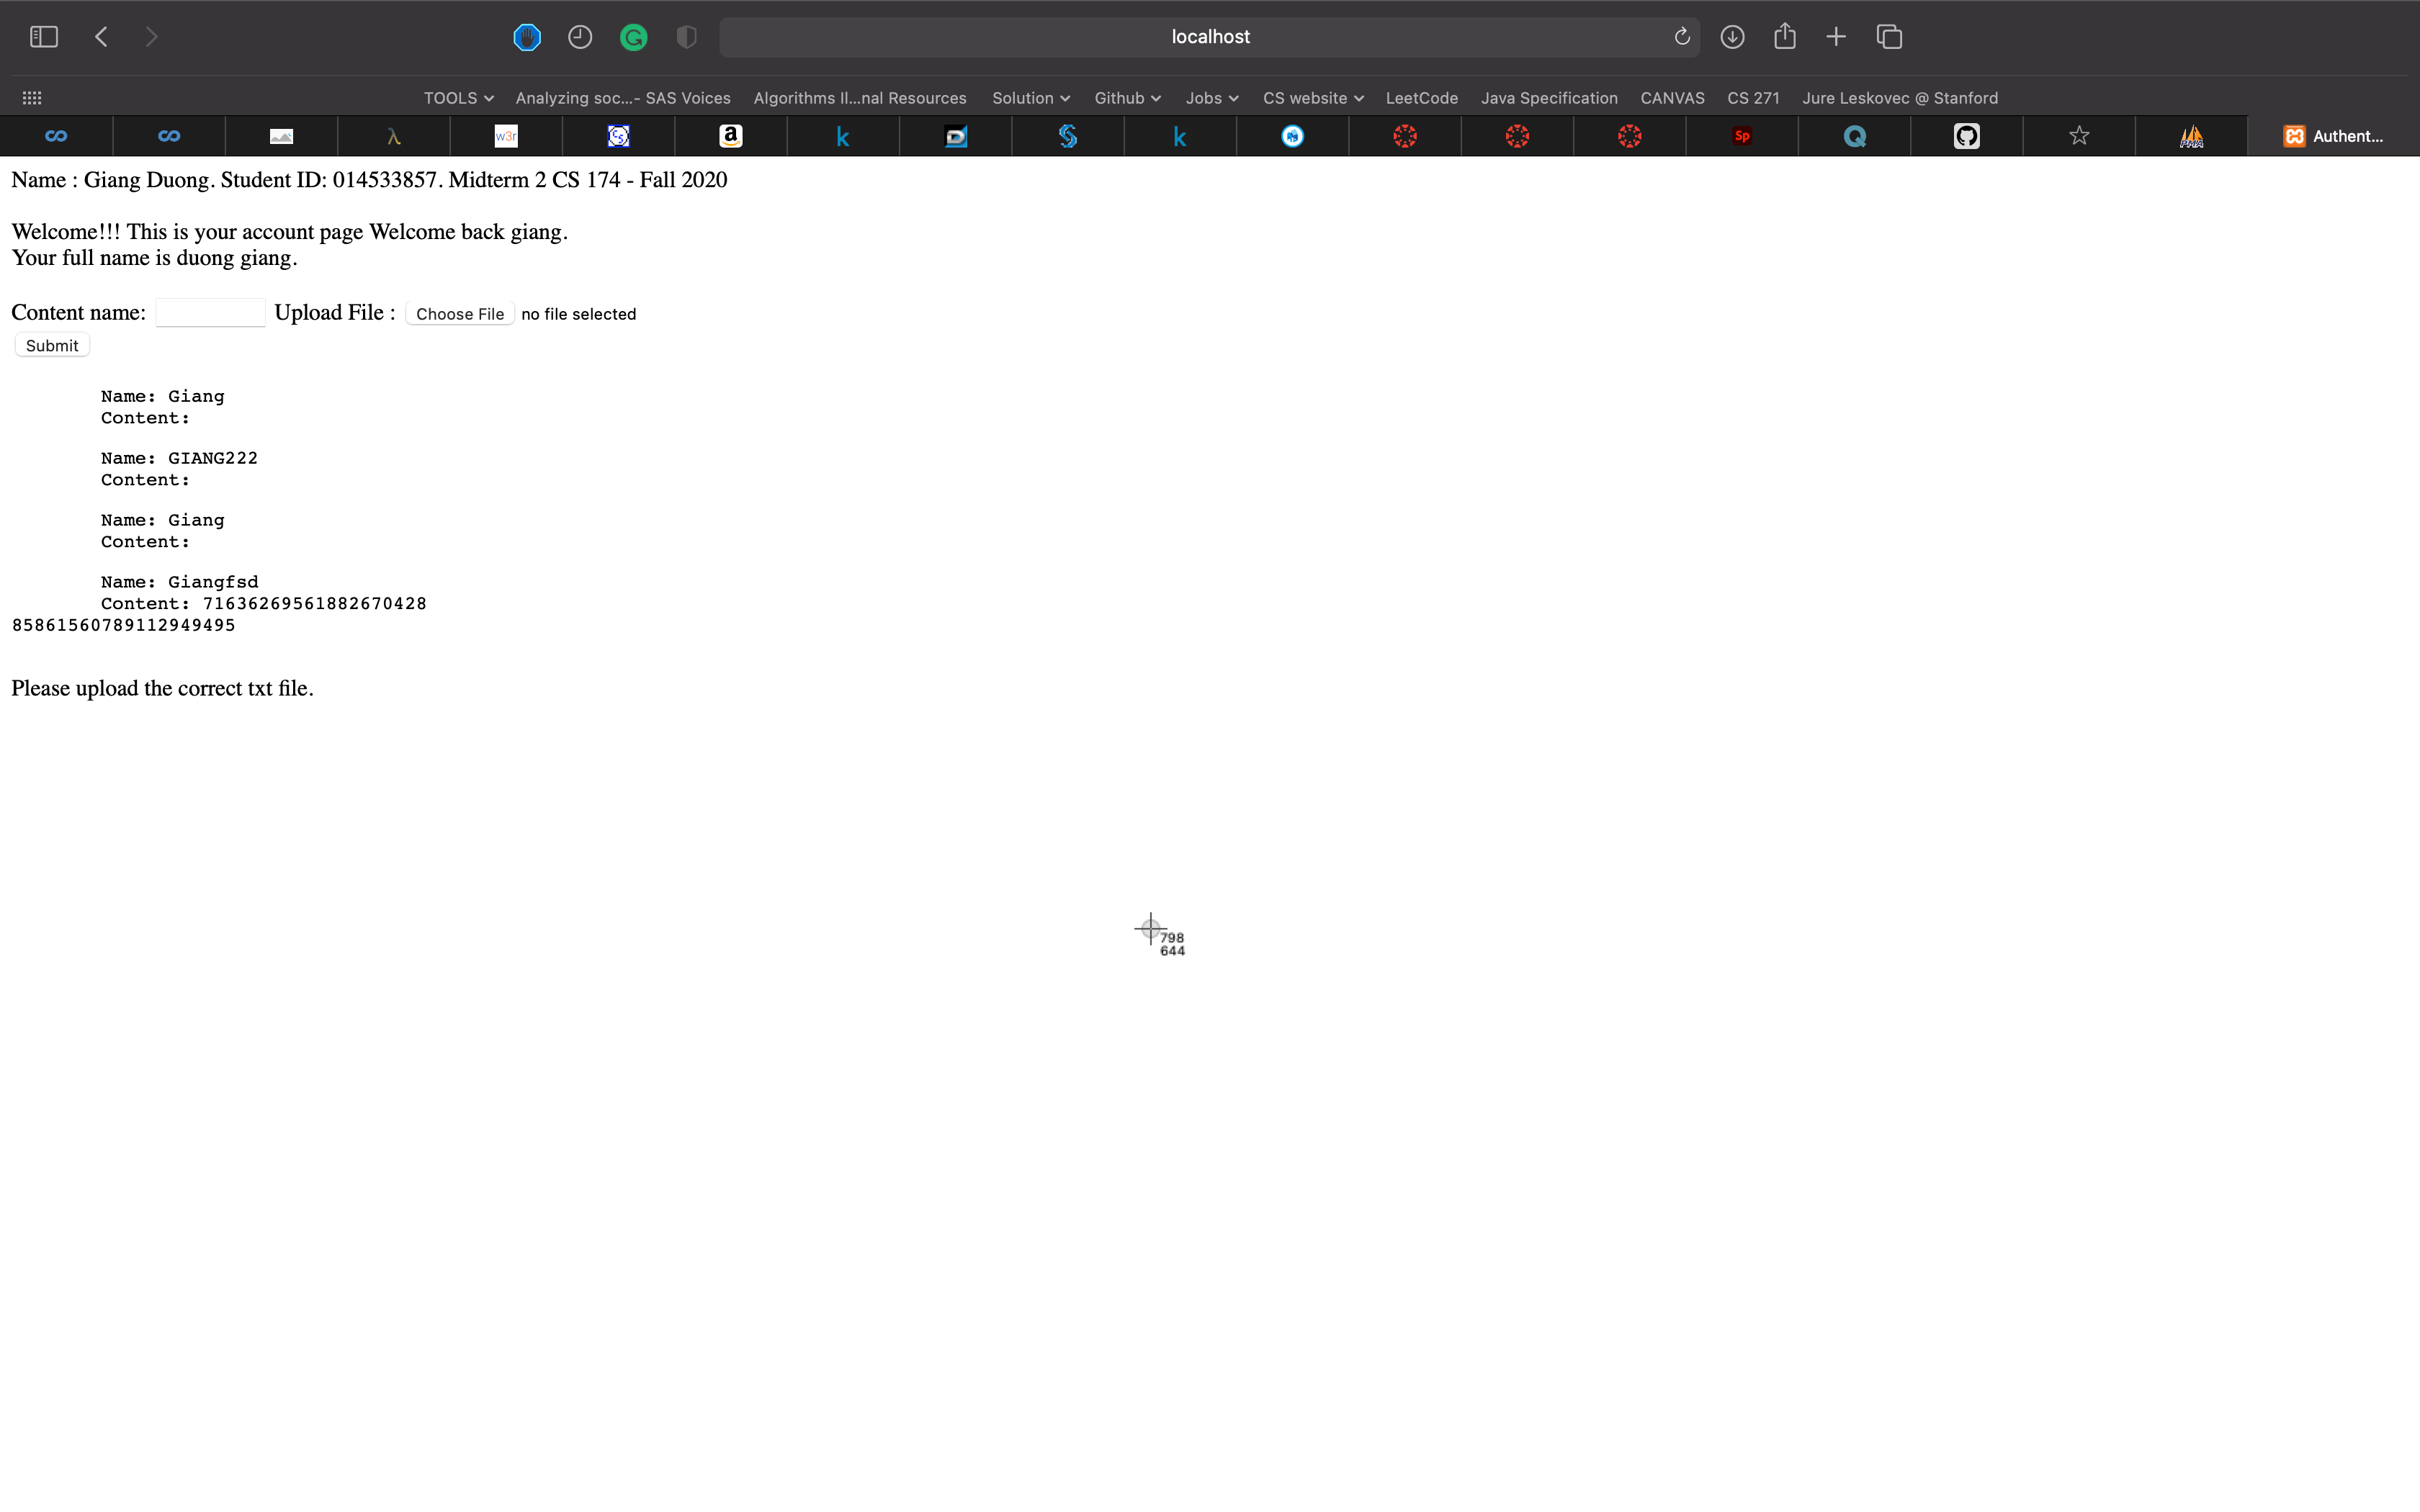 localhost
TOOLS Analyzing soc...- SAS Voices Algorithms II...nal Resources Solution Github Jobs CS website LeetCode Java Specification CANVAS CS 271 Jure Leskovec @ Stanford
λ w3r CS a k D S k Sp Q PMA Authent...
Name : Giang Duong. Student ID: 014533857. Midterm 2 CS 174 - Fall 2020
Welcome!!! This is your account page Welcome back giang.
Your full name is duong giang.
Content name: Upload File : Choose File no file selected
Submit
Name: Giang
Content:
Name: GIANG222
Content:
Name: Giang
Content:
Name: Giangfsd
Content: 71636269561882670428
85861560789112949495
Please upload the correct txt file.
798
644